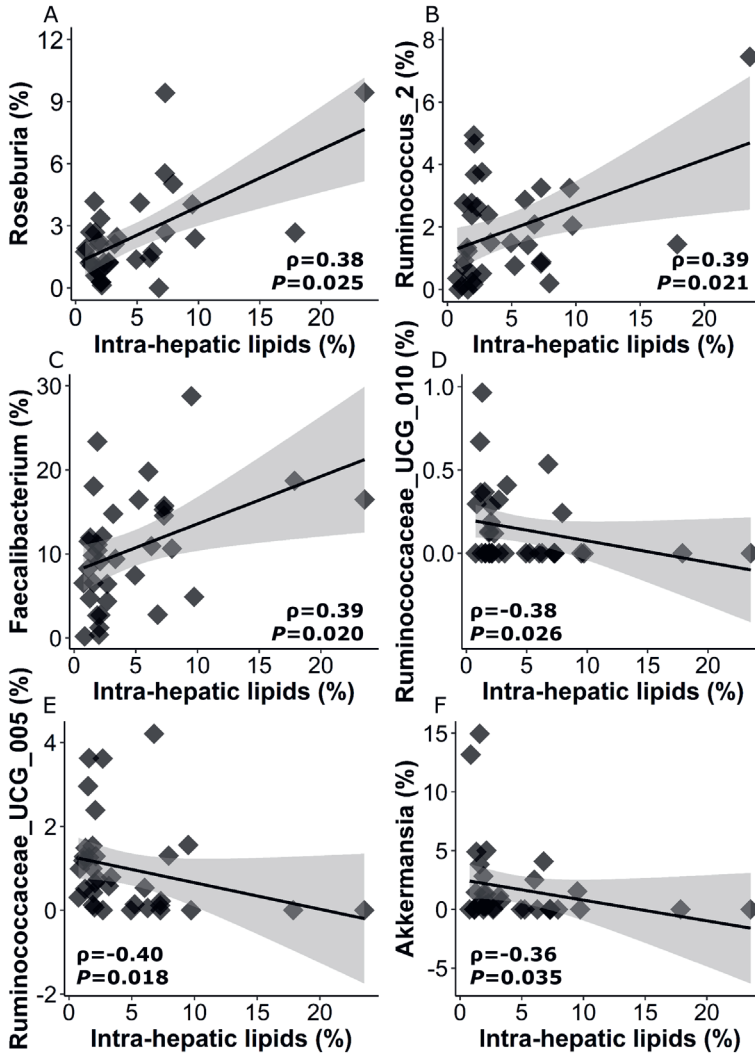 A
Roseburia (%)
12
9
6
3
0
ρ=0.38
P=0.025
0 5 10 15 20
Intra-hepatic lipids (%)
B
Ruminococcus_2 (%)
8
6
4
2
0
ρ=0.39
P=0.021
0 5 10 15 20
Intra-hepatic lipids (%)
C
Faecalibacterium (%)
30
20
10
0
ρ=0.39
P=0.020
0 5 10 15 20
Intra-hepatic lipids (%)
D
Ruminococcaceae_UCG_010 (%)
1.0
0.5
0.0
ρ=-0.38
P=0.026
0 5 10 15 20
Intra-hepatic lipids (%)
E
Ruminococcaceae_UCG_005 (%)
4
2
0
-2
ρ=-0.40
P=0.018
0 5 10 15 20
Intra-hepatic lipids (%)
F
Akkermansia (%)
15
10
5
0
-5
ρ=-0.36
P=0.035
0 5 10 15 20
Intra-hepatic lipids (%)